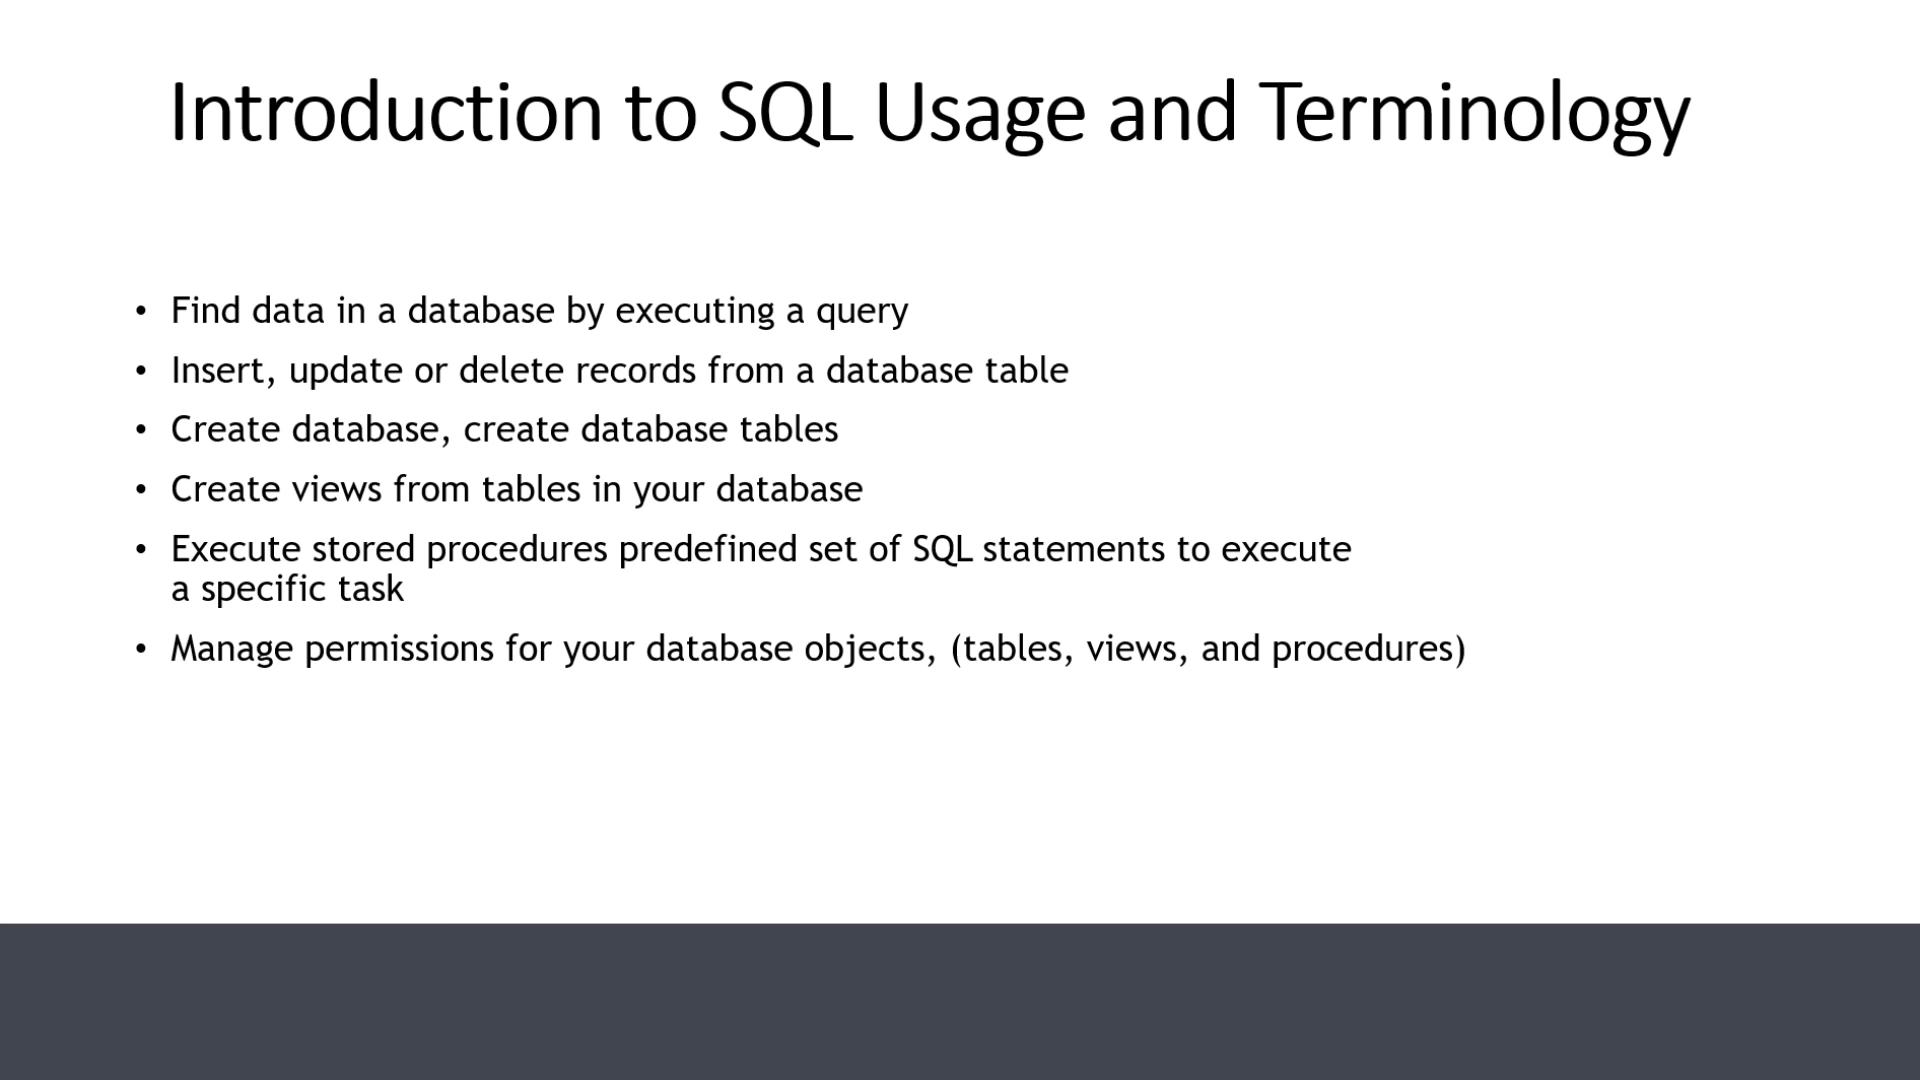 Introduction to SQL Usage and Terminology
• Find data in a database by executing a query
• Insert, update or delete records from a database table
• Create database, create database tables
• Create views from tables in your database
• Execute stored procedures predefined set of SQL statements to execute
a specific task
• Manage permissions for your database objects, (tables, views, and procedures)